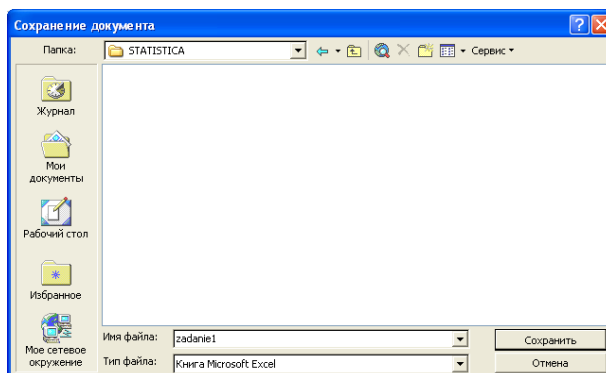 Сохранение документа
Папка: STATISTICA Сервис
Журнал
Мои
документы
Рабочий стол
Избранное
Мое сетевое
окружение
Имя файла: zadanie1 Сохранить
Тип файла: Книга Microsoft Excel Отмена